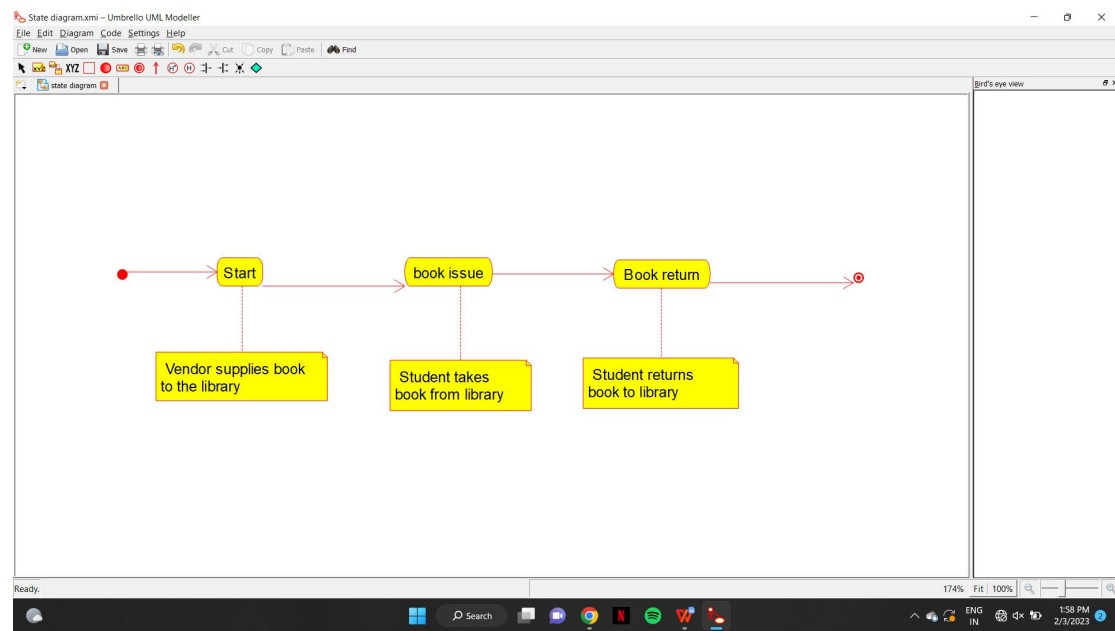 State diagram.xmi – Umbrello UML Modeller
File Edit Diagram Code Settings Help
New Open Save Cut Copy Paste Find
XYZ XYZ ABC H* H
state diagram
Bird's eye view
Start
book issue
Book return
Vendor supplies book
to the library
Student takes
book from library
Student returns
book to library
Ready.
174% Fit 100%
Search
N
W
ENG
IN
1:58 PM
2/3/2023
2